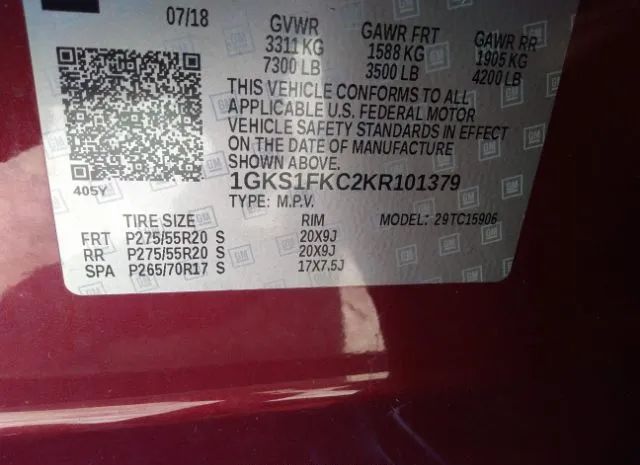 07/18 GVWR GAWR FRT GAWR RR
3311 KG 1588 KG 1905 KG
7300 LB 3500 LB 4200 LB
THIS VEHICLE CONFORMS TO ALL
APPLICABLE U.S. FEDERAL MOTOR
VEHICLE SAFETY STANDARDS IN EFFECT
ON THE DATE OF MANUFACTURE
SHOWN ABOVE.
405Y 1GKS1FKC2KR101379
TYPE: M.P.V.
TIRE SIZE RIM MODEL: 29TC15906
FRT P275/55R20 S 20X9J
RR P275/55R20 S 20X9J
SPA P265/70R17 S 17X7.5J